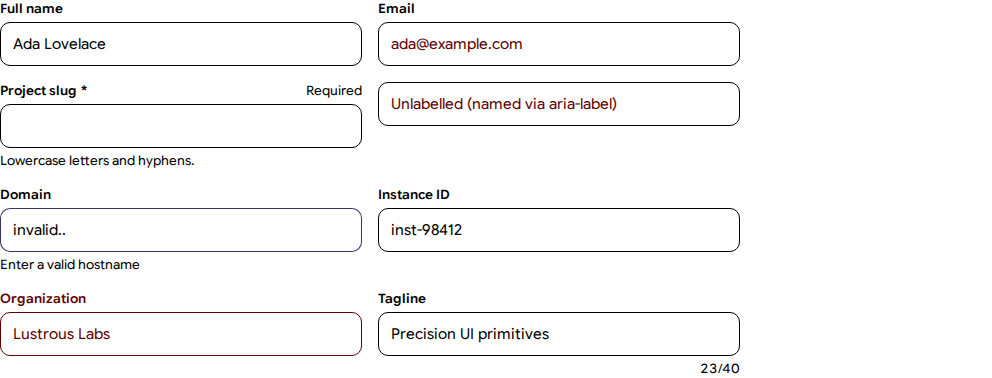 Full name
Ada Lovelace
Email
ada@example.com
Project slug *
Required
Lowercase letters and hyphens.
Unlabelled (named via aria-label)
Domain
invalid..
Enter a valid hostname
Instance ID
inst-98412
Organization
Lustrous Labs
Tagline
Precision UI primitives
23/40